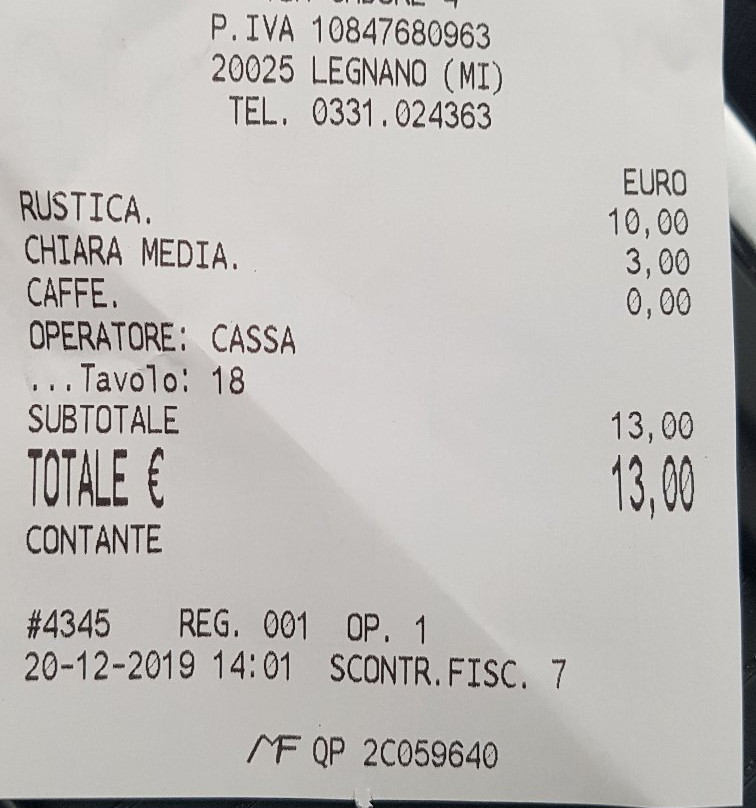 P.IVA 10847680963
20025 LEGNANO (MI)
TEL. 0331.024363
EURO
RUSTICA. 10,00
CHIARA MEDIA. 3,00
CAFFE. 0,00
OPERATORE: CASSA
...Tavolo: 18
SUBTOTALE 13,00
TOTALE € 13,00
CONTANTE
#4345 REG. 001 OP. 1
20-12-2019 14:01 SCONTR.FISC. 7
MF QP 2C059640